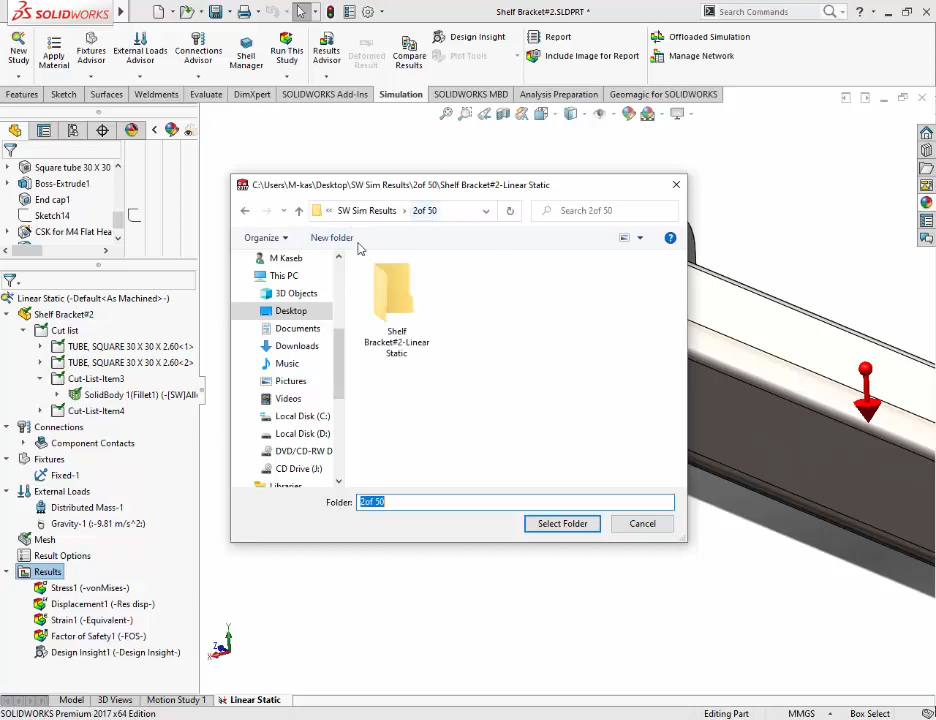 SOLIDWORKS
Shelf Bracket#2.SLDPRT *
Search Commands
New Study
Apply Material
Fixtures Advisor
External Loads Advisor
Connections Advisor
Shell Manager
Run This Study
Results Advisor
Deformed Result
Compare Results
Design Insight
Plot Tools
Report
Include Image for Report
Offloaded Simulation
Manage Network
Features
Sketch
Surfaces
Weldments
Evaluate
DimXpert
SOLIDWORKS Add-Ins
Simulation
SOLIDWORKS MBD
Analysis Preparation
Geomagic for SOLIDWORKS
Square tube 30 X 30
Boss-Extrude1
End cap1
Sketch14
CSK for M4 Flat Hea
Linear Static (-Default<As Machined>-)
Shelf Bracket#2
Cut list
TUBE, SQUARE 30 X 30 X 2.60<1>
TUBE, SQUARE 30 X 30 X 2.60<2>
Cut-List-Item3
SolidBody 1(Fillet1) (-[SW]All
Cut-List-Item4
Connections
Component Contacts
Fixtures
Fixed-1
External Loads
Distributed Mass-1
Gravity-1 (:-9.81 m/s^2:)
Mesh
Result Options
Results
Stress1 (-vonMises-)
Displacement1 (-Res disp-)
Strain1 (-Equivalent-)
Factor of Safety1 (-FOS-)
Design Insight1 (-Design Insight-)
C:\Users\M-kas\Desktop\SW Sim Results\2of 50\Shelf Bracket#2-Linear Static
« SW Sim Results › 2of 50
Search 2of 50
Organize
New folder
M Kaseb
This PC
3D Objects
Desktop
Documents
Downloads
Music
Pictures
Videos
Local Disk (C:)
Local Disk (D:)
DVD/CD-RW D
CD Drive (J:)
Libraries
Shelf
Bracket#2-Linear
Static
Folder: 2of 50
Select Folder
Cancel
Y
Z
X
Model
3D Views
Motion Study 1
Linear Static
SOLIDWORKS Premium 2017 x64 Edition
Editing Part
MMGS
Box Select